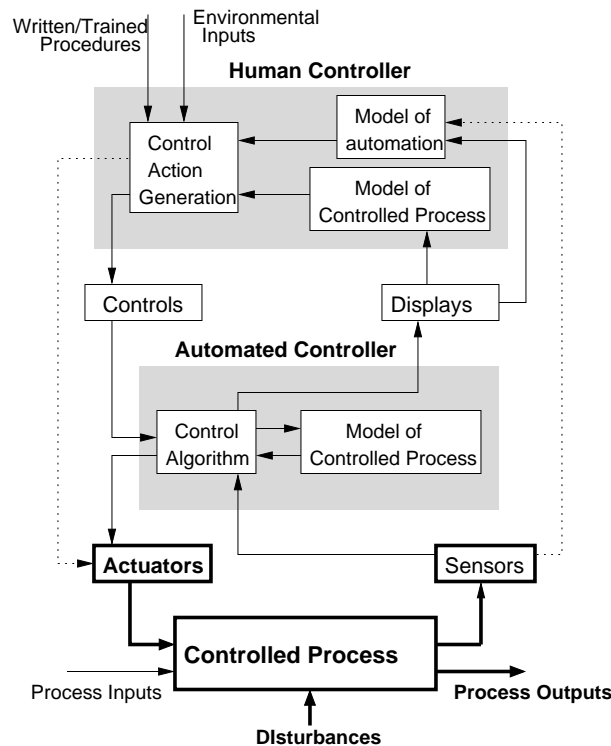 Written/Trained
Procedures
Environmental
Inputs
Human Controller
Control
Action
Generation
Model of
automation
Model of
Controlled Process
Controls
Displays
Automated Controller
Control
Algorithm
Model of
Controlled Process
Actuators
Sensors
Controlled Process
Process Inputs
Process Outputs
DIsturbances